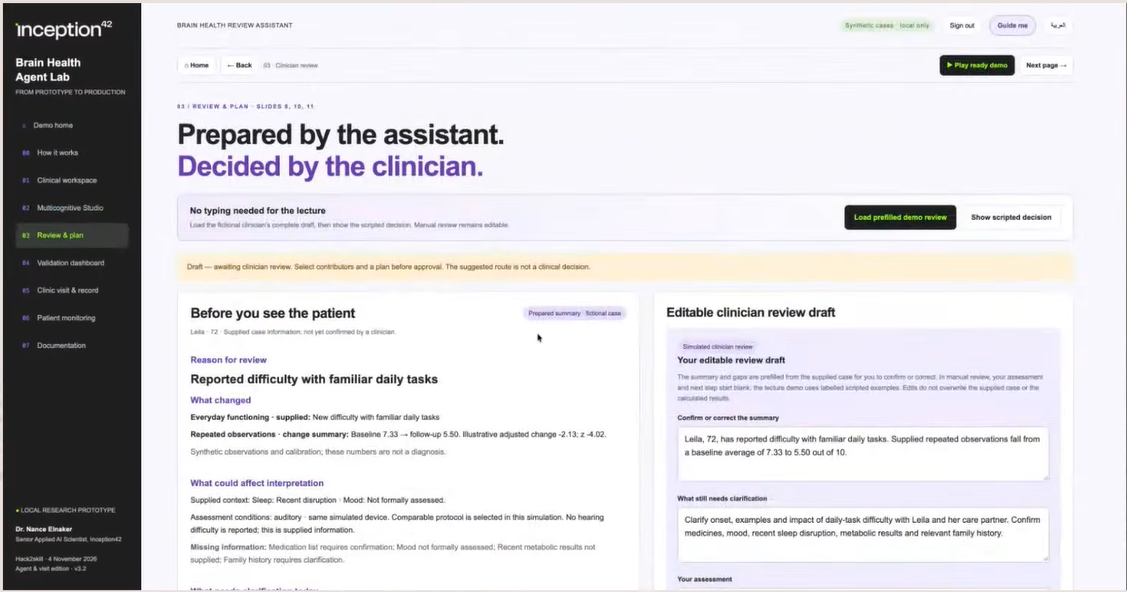 inception42
Brain Health
Agent Lab
FROM PROTOTYPE TO PRODUCTION
Demo home
00 How it works
01 Clinical workspace
02 Multicognitive Studio
03 Review & plan
04 Validation dashboard
05 Clinic visit & record
06 Patient monitoring
07 Documentation
LOCAL RESEARCH PROTOTYPE
Dr. Nance Elnaker
Senior Applied AI Scientist, Inception42
Hack2skill · 4 November 2026
Agent & visit edition · v3.2
BRAIN HEALTH REVIEW ASSISTANT
Synthetic cases · local only
Sign out
Guide me
العربية
⌂ Home
← Back
03 Clinician review
▶ Play ready demo
Next page →
03 / REVIEW & PLAN · SLIDES 8, 10, 11
Prepared by the assistant.
Decided by the clinician.
No typing needed for the lecture
Load the fictional clinician's complete draft, then show the scripted decision. Manual review remains editable.
Load prefilled demo review
Show scripted decision
Draft — awaiting clinician review. Select contributors and a plan before approval. The suggested route is not a clinical decision.
Before you see the patient
Prepared summary · fictional case
Leila · 72 · Supplied case information; not yet confirmed by a clinician.
Reason for review
Reported difficulty with familiar daily tasks
What changed
Everyday functioning · supplied: New difficulty with familiar daily tasks
Repeated observations · change summary: Baseline 7.33 → follow-up 5.50. Illustrative adjusted change -2.13; z -4.02.
Synthetic observations and calibration; these numbers are not a diagnosis.
What could affect interpretation
Supplied context: Sleep: Recent disruption · Mood: Not formally assessed.
Assessment conditions: auditory · same simulated device. Comparable protocol is selected in this simulation. No hearing
difficulty is reported; this is supplied information.
Missing information: Medication list requires confirmation; Mood not formally assessed; Recent metabolic results not
supplied; Family history requires clarification.
Editable clinician review draft
Simulated clinician review
Your editable review draft
The summary and gaps are prefilled from the supplied case for you to confirm or correct. In manual review, your assessment
and next step start blank; the lecture demo uses labelled scripted examples. Edits do not overwrite the supplied case or the
calculated results.
Confirm or correct the summary
Leila, 72, has reported difficulty with familiar daily tasks. Supplied repeated observations fall from
a baseline average of 7.33 to 5.50 out of 10.
What still needs clarification
Clarify onset, examples and impact of daily-task difficulty with Leila and her care partner. Confirm
medicines, mood, recent sleep disruption, metabolic results and relevant family history.
Your assessment